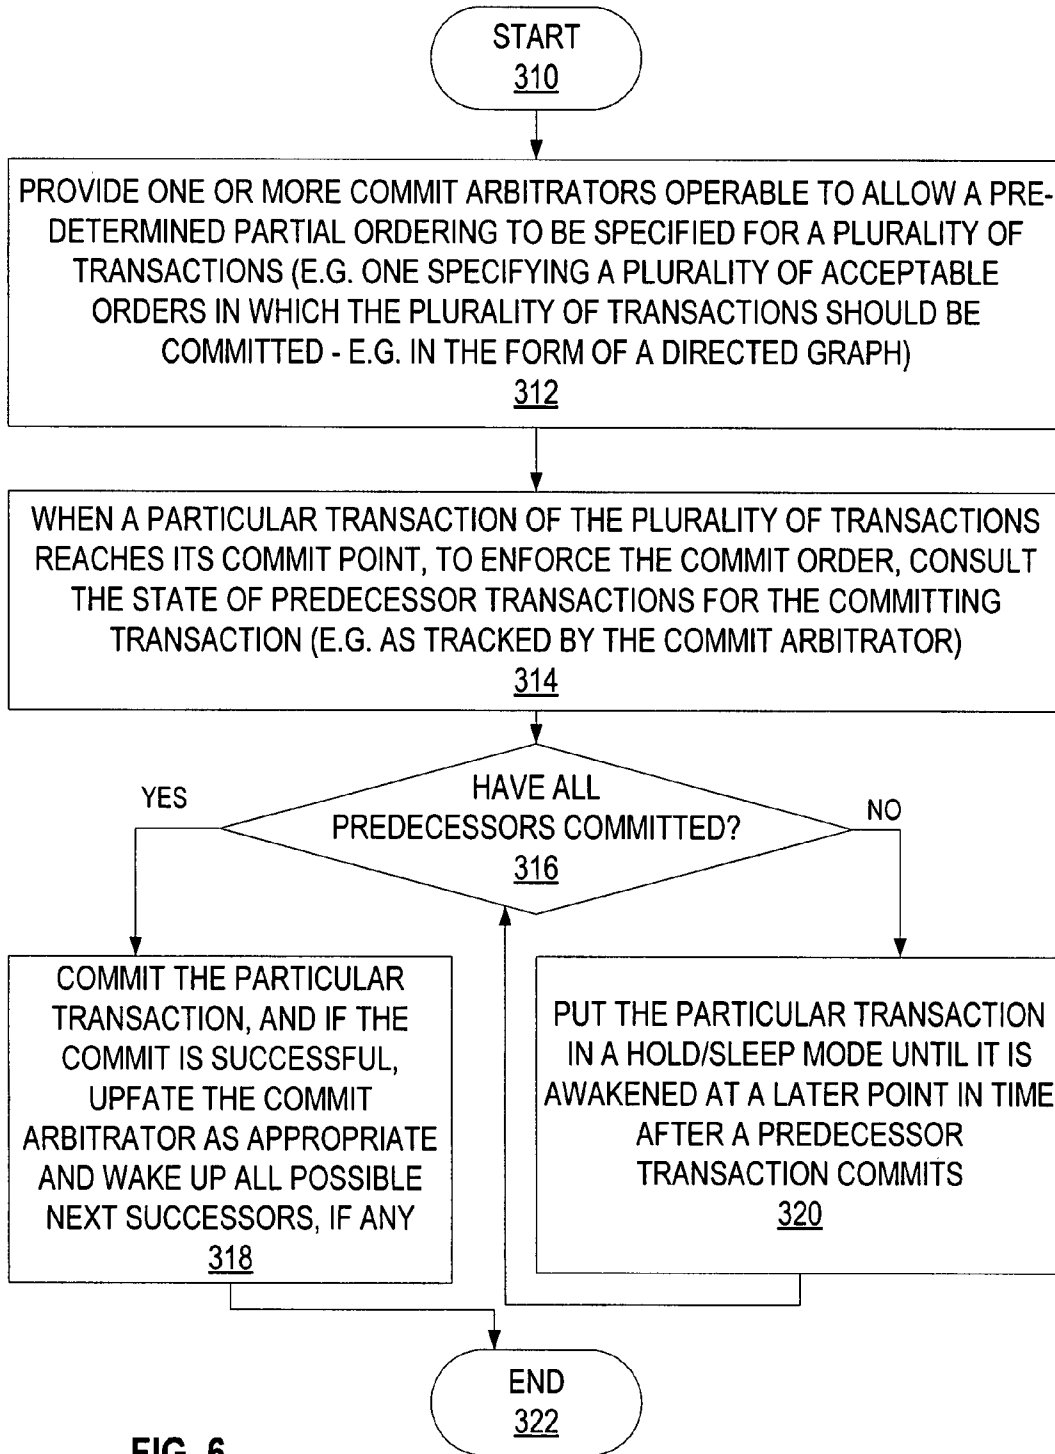 START
310
PROVIDE ONE OR MORE COMMIT ARBITRATORS OPERABLE TO ALLOW A PRE-
DETERMINED PARTIAL ORDERING TO BE SPECIFIED FOR A PLURALITY OF
TRANSACTIONS (E.G. ONE SPECIFYING A PLURALITY OF ACCEPTABLE
ORDERS IN WHICH THE PLURALITY OF TRANSACTIONS SHOULD BE
COMMITTED - E.G. IN THE FORM OF A DIRECTED GRAPH)
312
WHEN A PARTICULAR TRANSACTION OF THE PLURALITY OF TRANSACTIONS
REACHES ITS COMMIT POINT, TO ENFORCE THE COMMIT ORDER, CONSULT
THE STATE OF PREDECESSOR TRANSACTIONS FOR THE COMMITTING
TRANSACTION (E.G. AS TRACKED BY THE COMMIT ARBITRATOR)
314
HAVE ALL
PREDECESSORS COMMITTED?
316
YES
NO
COMMIT THE PARTICULAR
TRANSACTION, AND IF THE
COMMIT IS SUCCESSFUL,
UPFATE THE COMMIT
ARBITRATOR AS APPROPRIATE
AND WAKE UP ALL POSSIBLE
NEXT SUCCESSORS, IF ANY
318
PUT THE PARTICULAR TRANSACTION
IN A HOLD/SLEEP MODE UNTIL IT IS
AWAKENED AT A LATER POINT IN TIME
AFTER A PREDECESSOR
TRANSACTION COMMITS
320
END
322
FIG. 6